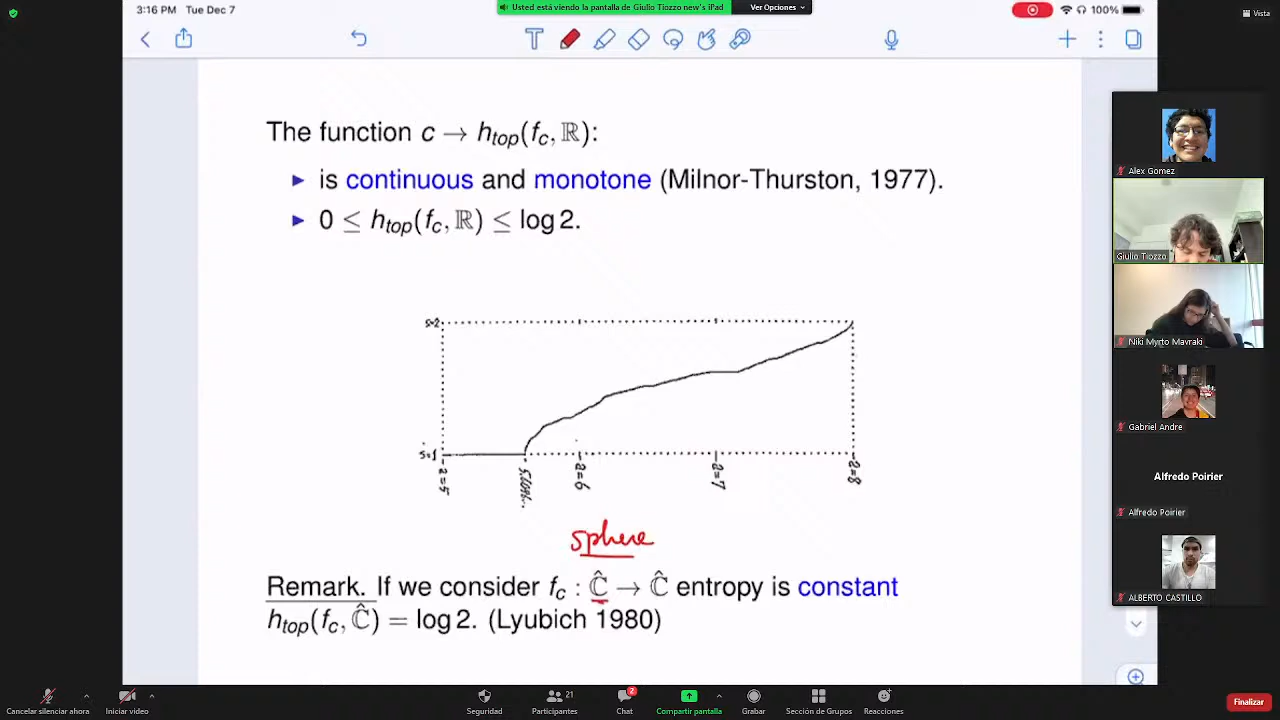 3:16 PM Tue Dec 7
Usted está viendo la pantalla de Giulio Tiozzo new's iPad
Ver Opciones
100%
Vista
The function c → h_top(f_c, ℝ):
► is continuous and monotone (Milnor-Thurston, 1977).
► 0 ≤ h_top(f_c, ℝ) ≤ log 2.
s=2
s=1
-a=5
-a=6
-a=7
-a=8
sphere
Remark. If we consider f_c : Ĉ → Ĉ entropy is constant
h_top(f_c, Ĉ) = log 2. (Lyubich 1980)
Alex Gomez
Giulio Tiozzo
Niki Myrto Mavraki
Gabriel Andre
Alfredo Poirier
Alfredo Poirier
ALBERTO CASTILLO
Cancelar silenciar ahora
Iniciar video
Seguridad
21
Participantes
2
Chat
Compartir pantalla
Grabar
Sección de Grupos
Reacciones
Finalizar